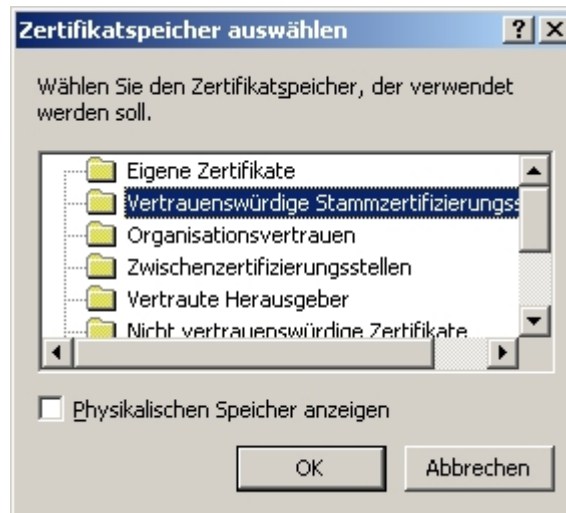 Zertifikatspeicher auswählen
Wählen Sie den Zertifikatspeicher, der verwendet
werden soll.
Eigene Zertifikate
Vertrauenswürdige Stammzertifizierungss
Organisationsvertrauen
Zwischenzertifizierungsstellen
Vertraute Herausgeber
Nicht vertrauenswürdige Zertifikate
Physikalischen Speicher anzeigen
OK Abbrechen